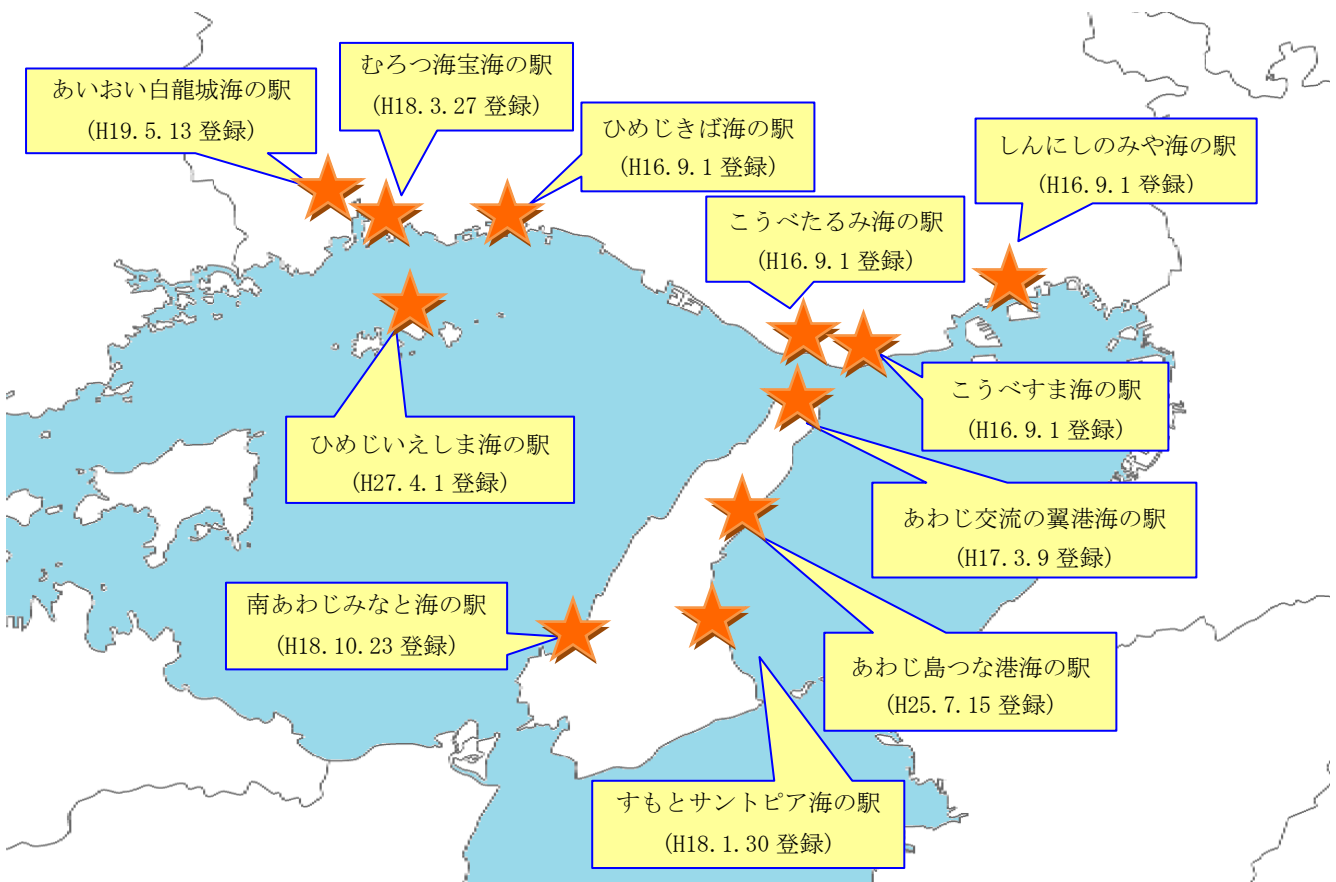 むろつ海宝海の駅
(H18.3.27 登録)
あいおい白龍城海の駅
(H19.5.13 登録)
ひめじきば海の駅
(H16.9.1 登録)
しんにしのみや海の駅
(H16.9.1 登録)
こうべたるみ海の駅
(H16.9.1 登録)
こうべすま海の駅
(H16.9.1 登録)
ひめじいえしま海の駅
(H27.4.1 登録)
あわじ交流の翼港海の駅
(H17.3.9 登録)
南あわじみなと海の駅
(H18.10.23 登録)
あわじ島つな港海の駅
(H25.7.15 登録)
すもとサントピア海の駅
(H18.1.30 登録)